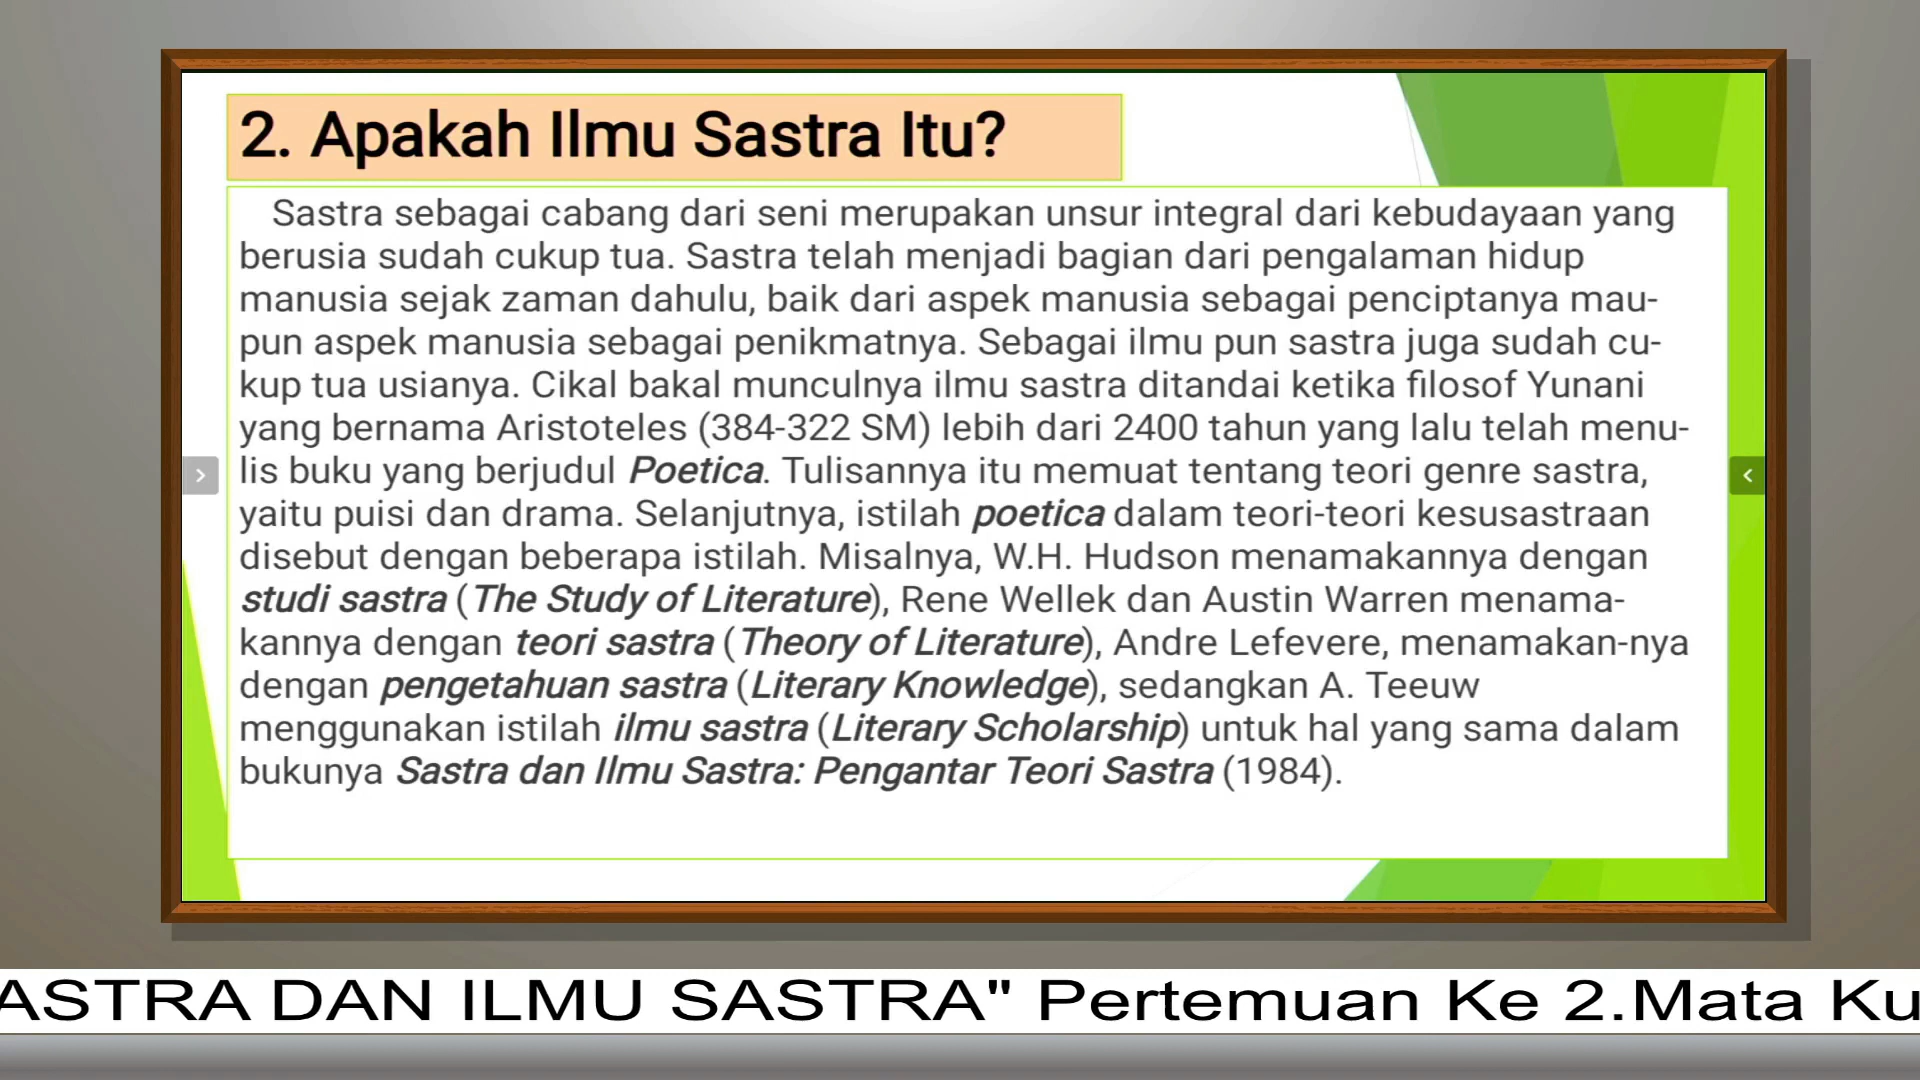 2. Apakah Ilmu Sastra Itu?
Sastra sebagai cabang dari seni merupakan unsur integral dari kebudayaan yang
berusia sudah cukup tua. Sastra telah menjadi bagian dari pengalaman hidup
manusia sejak zaman dahulu, baik dari aspek manusia sebagai penciptanya mau-
pun aspek manusia sebagai penikmatnya. Sebagai ilmu pun sastra juga sudah cu-
kup tua usianya. Cikal bakal munculnya ilmu sastra ditandai ketika filosof Yunani
yang bernama Aristoteles (384-322 SM) lebih dari 2400 tahun yang lalu telah menu-
lis buku yang berjudul Poetica. Tulisannya itu memuat tentang teori genre sastra,
yaitu puisi dan drama. Selanjutnya, istilah poetica dalam teori-teori kesusastraan
disebut dengan beberapa istilah. Misalnya, W.H. Hudson menamakannya dengan
studi sastra (The Study of Literature), Rene Wellek dan Austin Warren menama-
kannya dengan teori sastra (Theory of Literature), Andre Lefevere, menamakan-nya
dengan pengetahuan sastra (Literary Knowledge), sedangkan A. Teeuw
menggunakan istilah ilmu sastra (Literary Scholarship) untuk hal yang sama dalam
bukunya Sastra dan Ilmu Sastra: Pengantar Teori Sastra (1984).
ASTRA DAN ILMU SASTRA" Pertemuan Ke 2.Mata Ku